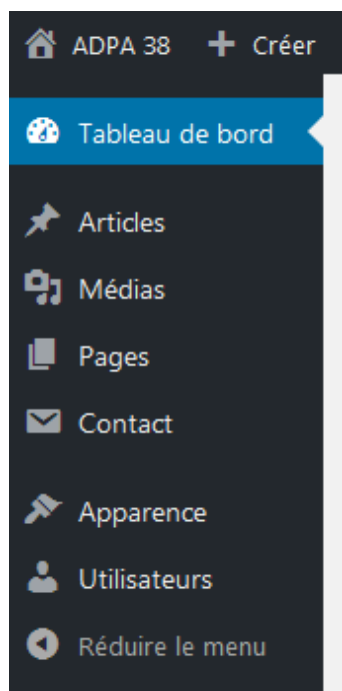 ADPA 38 + Créer
Tableau de bord
Articles
Médias
Pages
Contact
Apparence
Utilisateurs
Réduire le menu